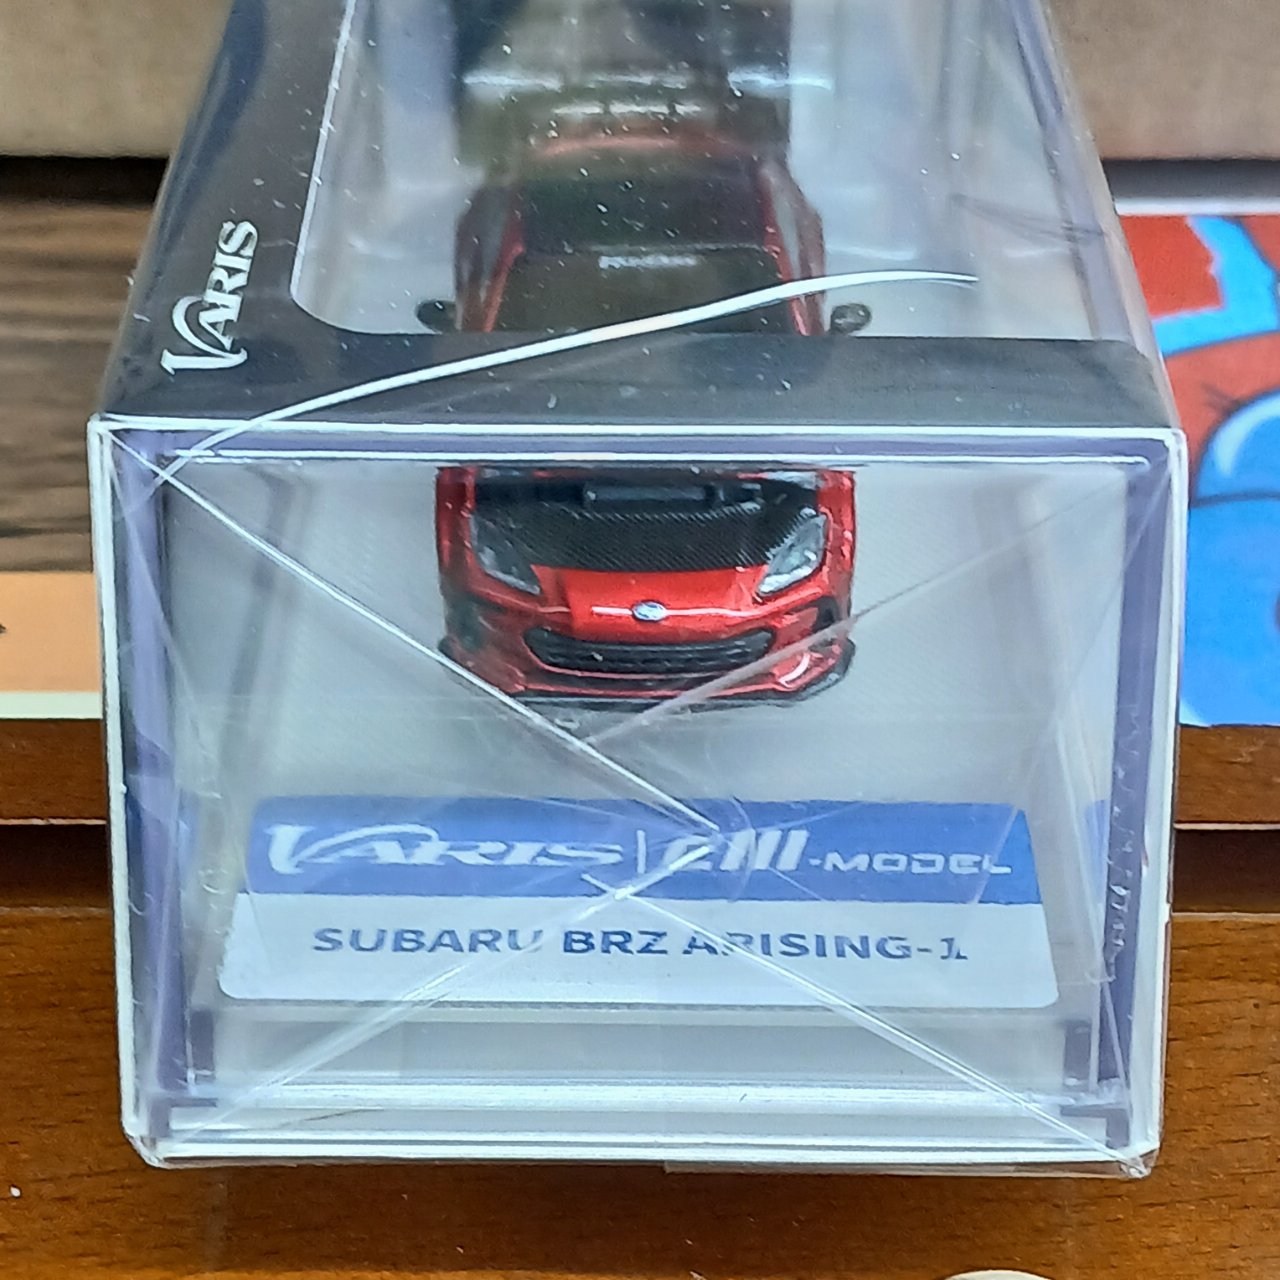 VARIS
VARIS | CM-MODEL
SUBARU BRZ ARISING-1